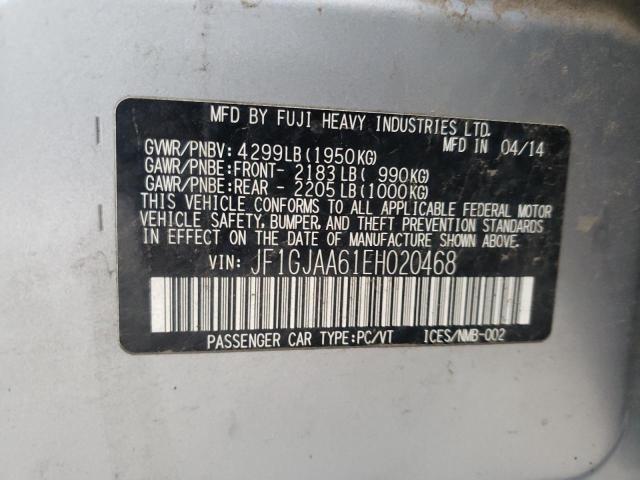 MFD BY FUJI HEAVY INDUSTRIES LTD.
MFD IN 04/14
GVWR/PNBV: 4299LB(1950KG)
GAWR/PNBE:FRONT- 2183LB( 990KG)
GAWR/PNBE:REAR - 2205LB(1000KG)
THIS VEHICLE CONFORMS TO ALL APPLICABLE FEDERAL MOTOR
VEHICLE SAFETY, BUMPER, AND THEFT PREVENTION STANDARDS
IN EFFECT ON THE DATE OF MANUFACTURE SHOWN ABOVE.
VIN: JF1GJAA61EH020468
PASSENGER CAR TYPE:PC/VT ICES/NMB-002